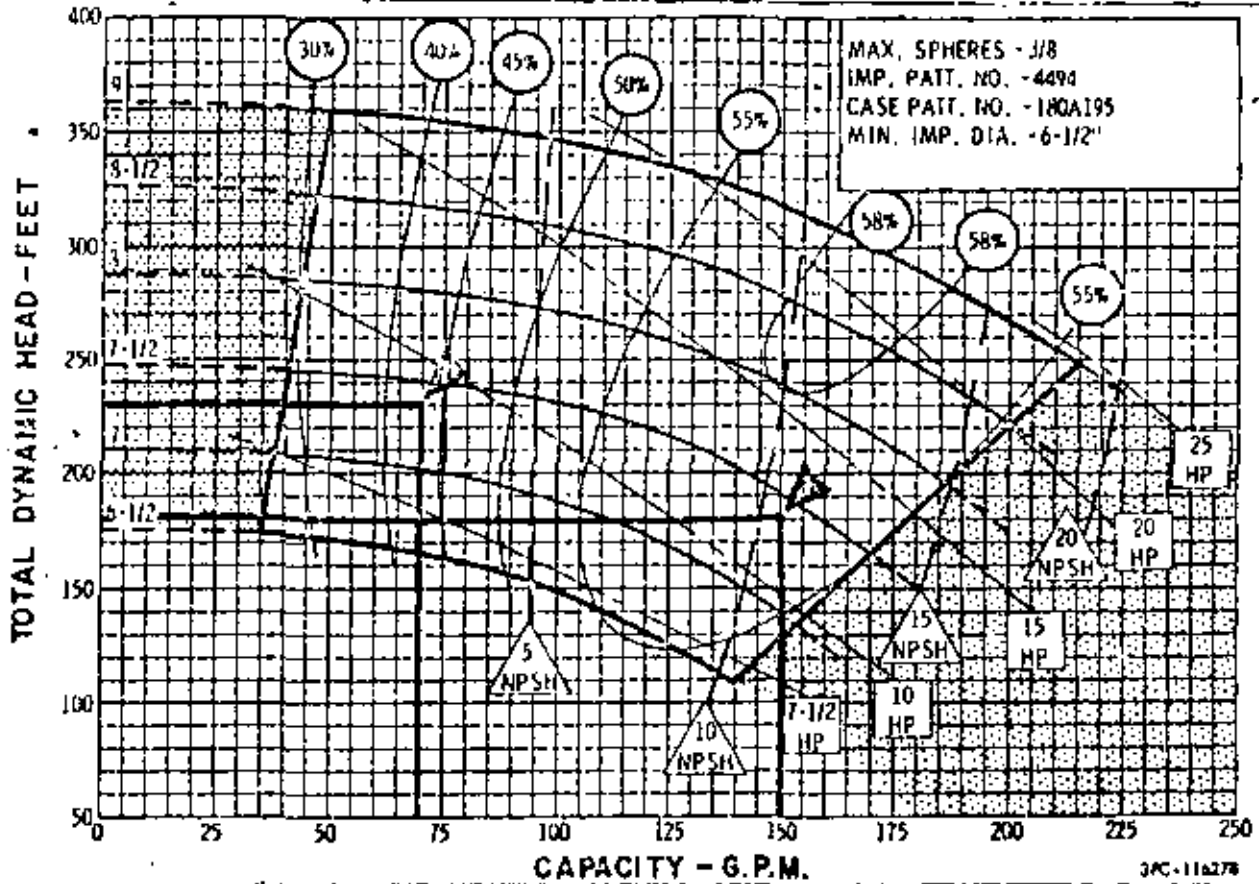 MAX. SPHERES - 3/8
IMP. PATT. NO. - 4494
CASE PATT. NO. - 180A195
MIN. IMP. DIA. - 6-1/2"
30%
40%
45%
50%
55%
58%
58%
55%
TOTAL DYNAMIC HEAD - FEET
400
350
300
250
200
150
100
50
9
8-1/2
7-1/2
7
6-1/2
25
HP
20
HP
15
HP
10
HP
7-1/2
HP
5
NPSH
10
NPSH
15
NPSH
20
NPSH
0
25
50
75
100
125
150
175
200
225
250
CAPACITY - G.P.M.